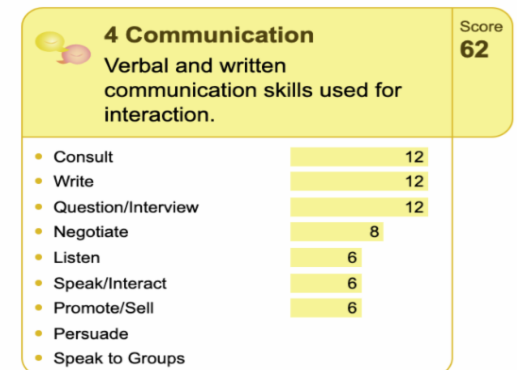 4 Communication
Score
62
Verbal and written
communication skills used for
interaction.
Consult 12
Write 12
Question/Interview 12
Negotiate 8
Listen 6
Speak/Interact 6
Promote/Sell 6
Persuade
Speak to Groups